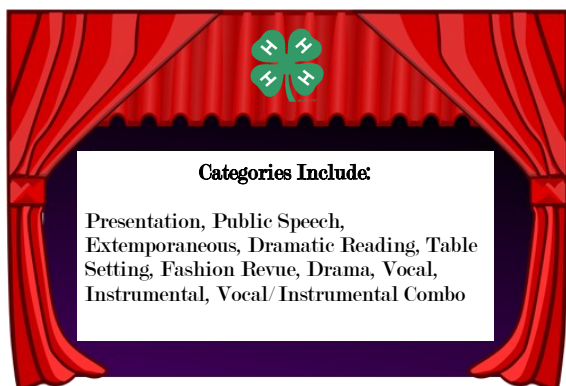 H H
H H
Categories Include:
Presentation, Public Speech,
Extemporaneous, Dramatic Reading, Table
Setting, Fashion Revue, Drama, Vocal,
Instrumental, Vocal/Instrumental Combo